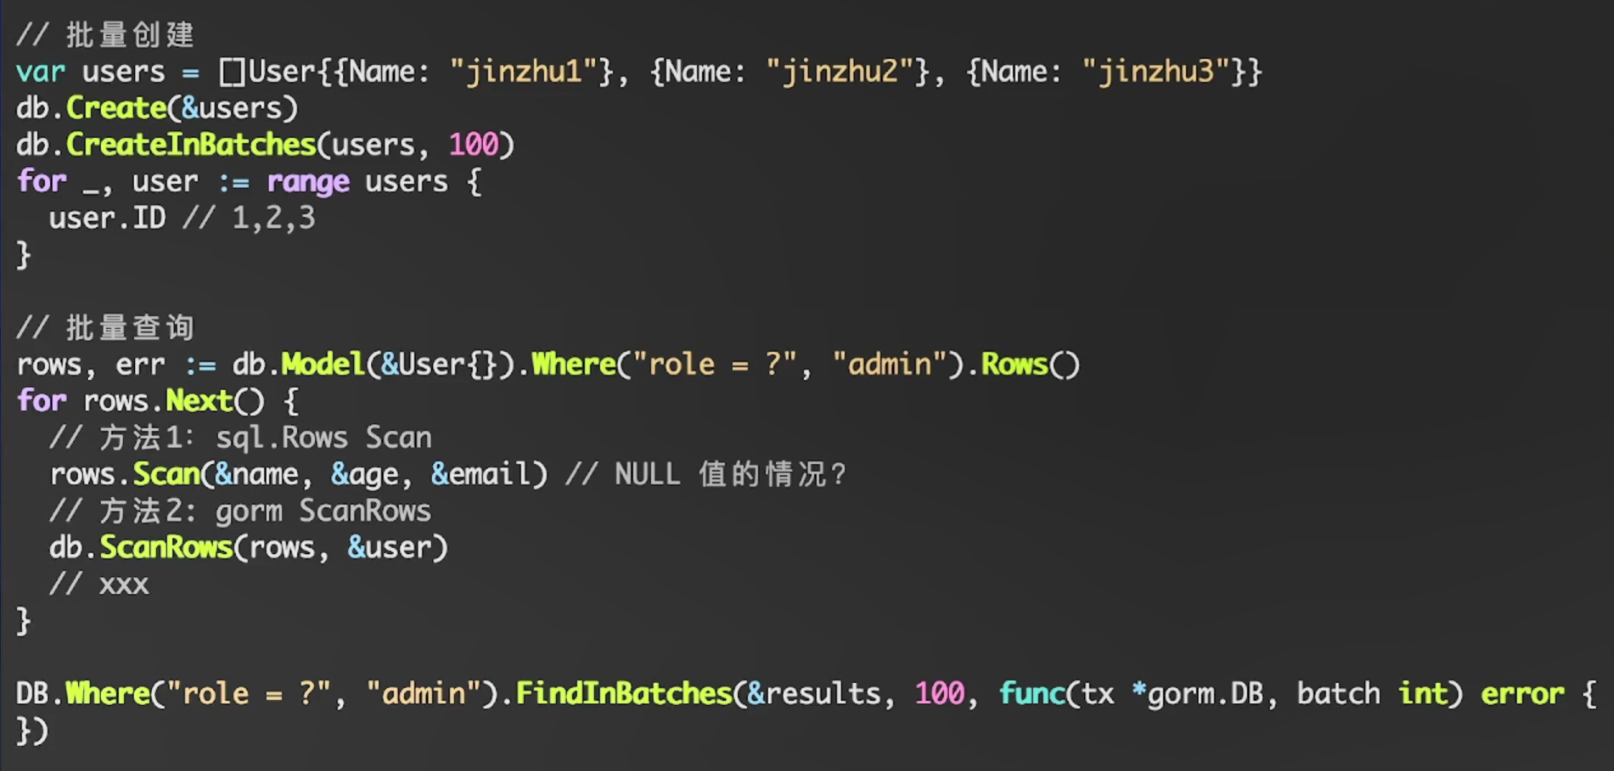 // 批量创建
var users = []User{{Name: "jinzhu1"}, {Name: "jinzhu2"}, {Name: "jinzhu3"}}
db.Create(&users)
db.CreateInBatches(users, 100)
for _, user := range users {
  user.ID // 1,2,3
}

// 批量查询
rows, err := db.Model(&User{}).Where("role = ?", "admin").Rows()
for rows.Next() {
  // 方法1: sql.Rows Scan
  rows.Scan(&name, &age, &email) // NULL 值的情况?
  // 方法2: gorm ScanRows
  db.ScanRows(rows, &user)
  // xxx
}

DB.Where("role = ?", "admin").FindInBatches(&results, 100, func(tx *gorm.DB, batch int) error {
})